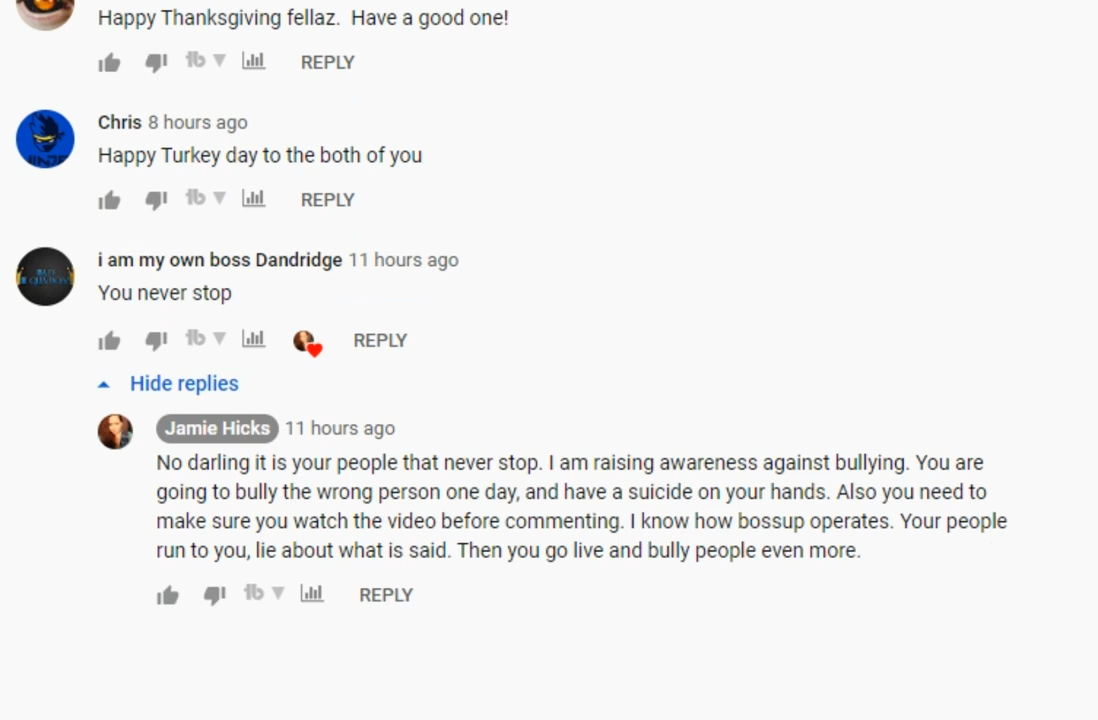 Happy Thanksgiving fellaz.  Have a good one!
REPLY
Chris 8 hours ago
Happy Turkey day to the both of you
REPLY
i am my own boss Dandridge 11 hours ago
You never stop
REPLY
Hide replies
Jamie Hicks 11 hours ago
No darling it is your people that never stop. I am raising awareness against bullying. You are
going to bully the wrong person one day, and have a suicide on your hands. Also you need to
make sure you watch the video before commenting. I know how bossup operates. Your people
run to you, lie about what is said. Then you go live and bully people even more.
REPLY